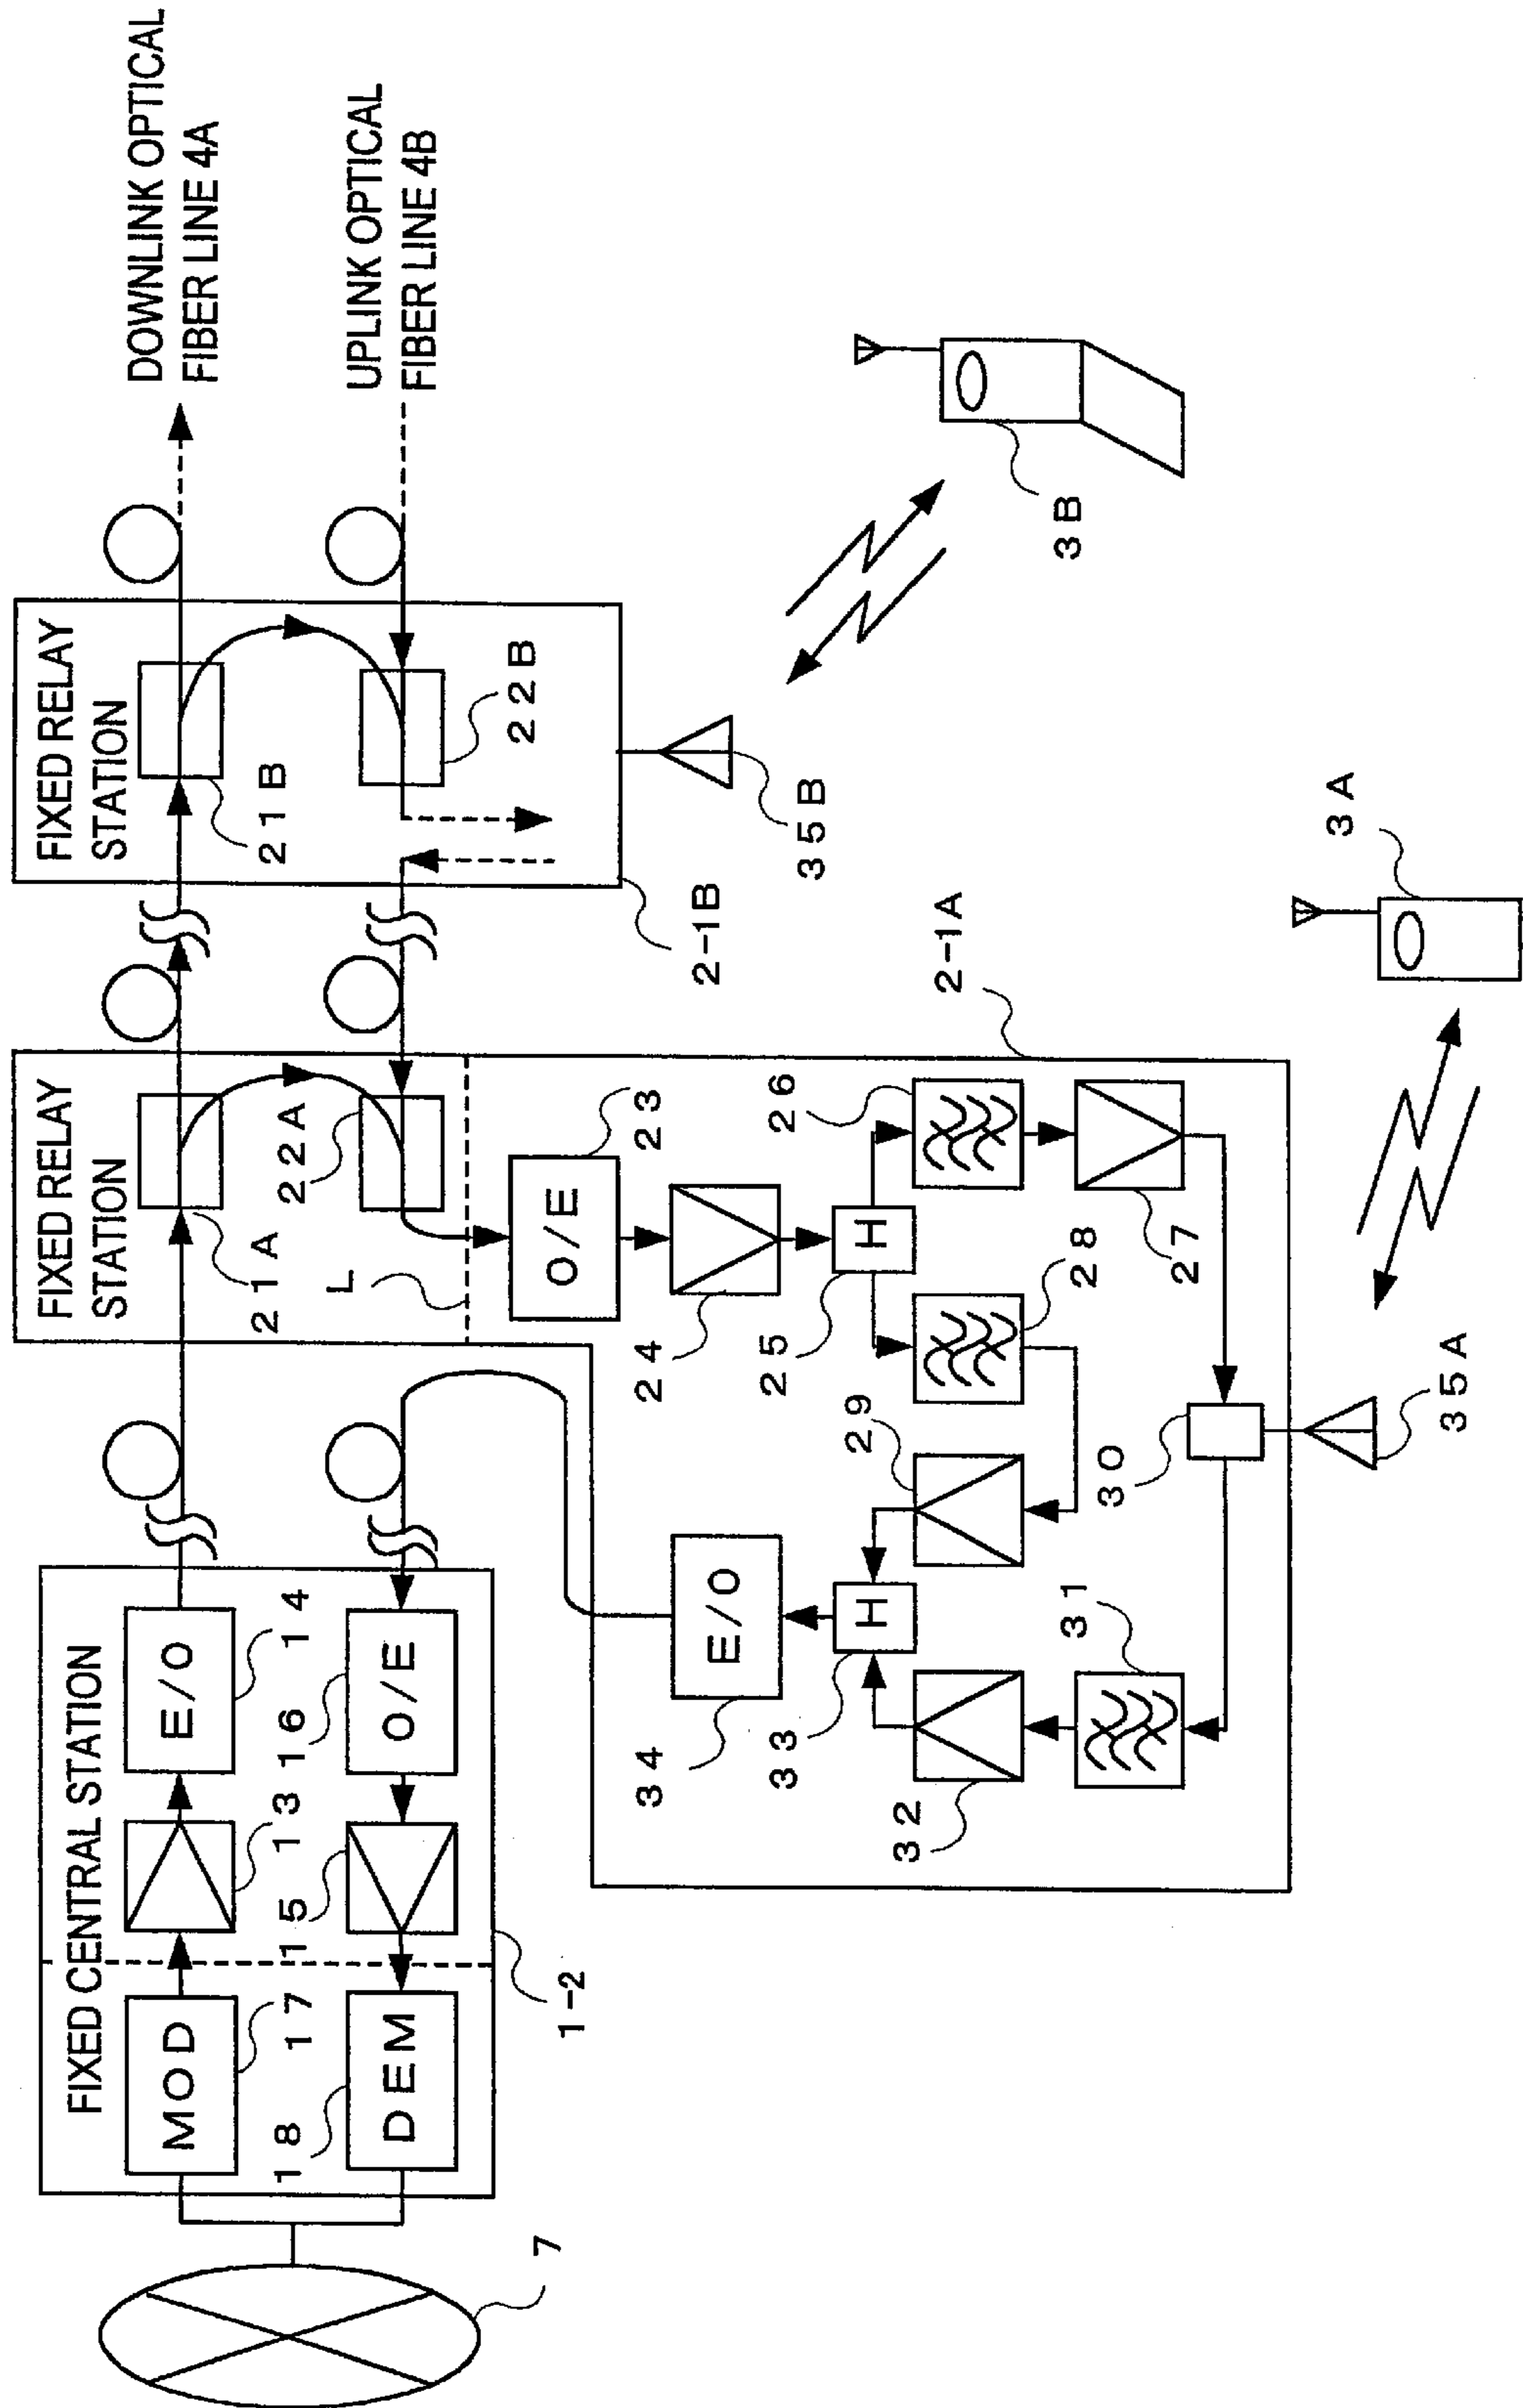 FIXED CENTRAL STATION
MOD
17
13
E/O
14
DEM
18
15
O/E
16
1-2
7
FIXED RELAY
STATION
21A
22A
L
O/E
23
24
H
25
26
27
28
29
30
31
32
H
33
E/O
34
35A
2-1A
3A
FIXED RELAY
STATION
21B
22B
35B
2-1B
3B
DOWNLINK OPTICAL
FIBER LINE 4A
UPLINK OPTICAL
FIBER LINE 4B